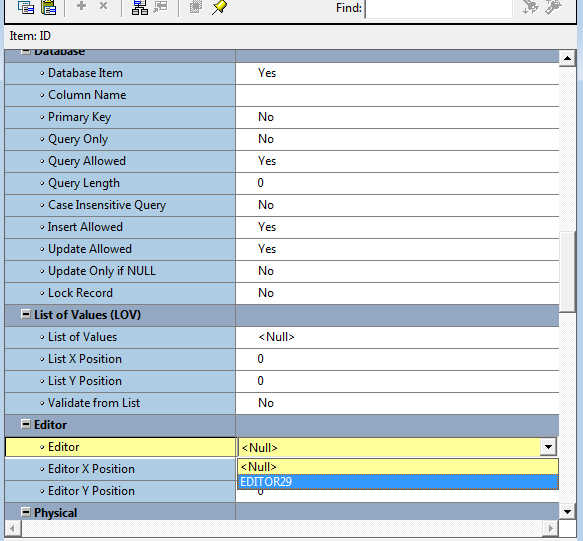 Find:
Item: ID
Database
Database Item Yes
Column Name
Primary Key No
Query Only No
Query Allowed Yes
Query Length 0
Case Insensitive Query No
Insert Allowed Yes
Update Allowed Yes
Update Only if NULL No
Lock Record No
List of Values (LOV)
List of Values <Null>
List X Position 0
List Y Position 0
Validate from List No
Editor
Editor <Null>
<Null>
Editor X Position
EDITOR29
Editor Y Position 0
Physical